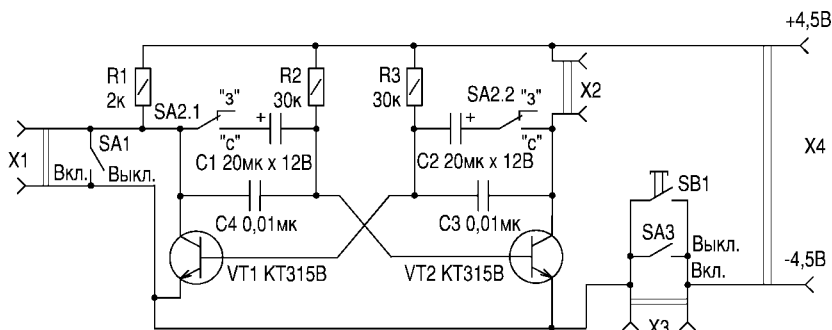 +4,5В
R1
2к
R2
30к
R3
30к
SA2.1
"з"
"с"
+
+
SA2.2
"з"
"с"
X2
SA1
X1
Вкл.
Выкл.
C1 20мк х 12В
C2 20мк х 12В
X4
C4 0,01мк
C3 0,01мк
SB1
SA3
Выкл.
Вкл.
VT1 КТ315В
VT2 КТ315В
-4,5В
X3